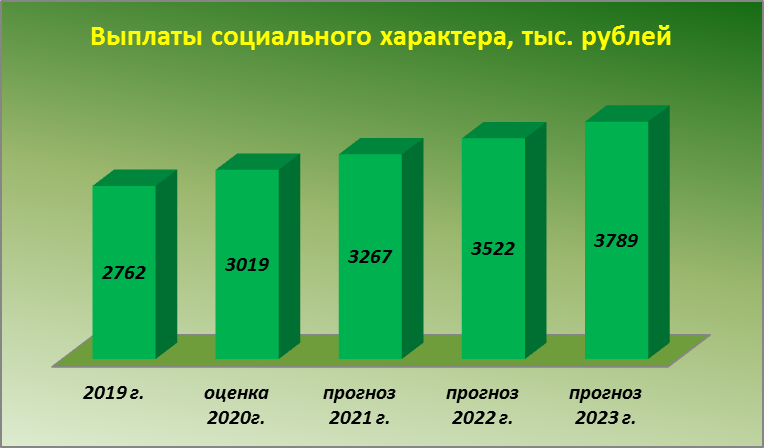 Выплаты социального характера, тыс. рублей
2762
3019
3267
3522
3789
2019 г.
оценка
2020г.
прогноз
2021 г.
прогноз
2022 г.
прогноз
2023 г.